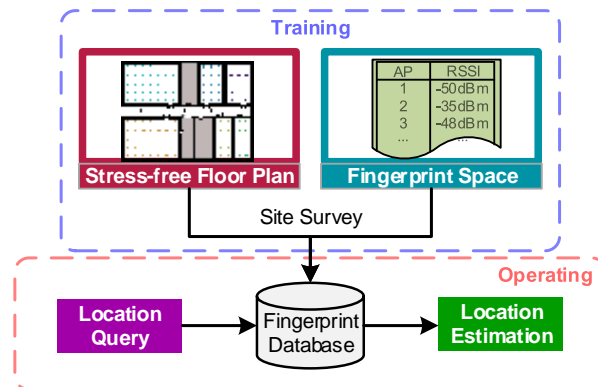 Training
AP RSSI
1 -50dBm
2 -35dBm
3 -48dBm
... ...
Stress-free Floor Plan
Fingerprint Space
Site Survey
Operating
Location
Query
Fingerprint
Database
Location
Estimation